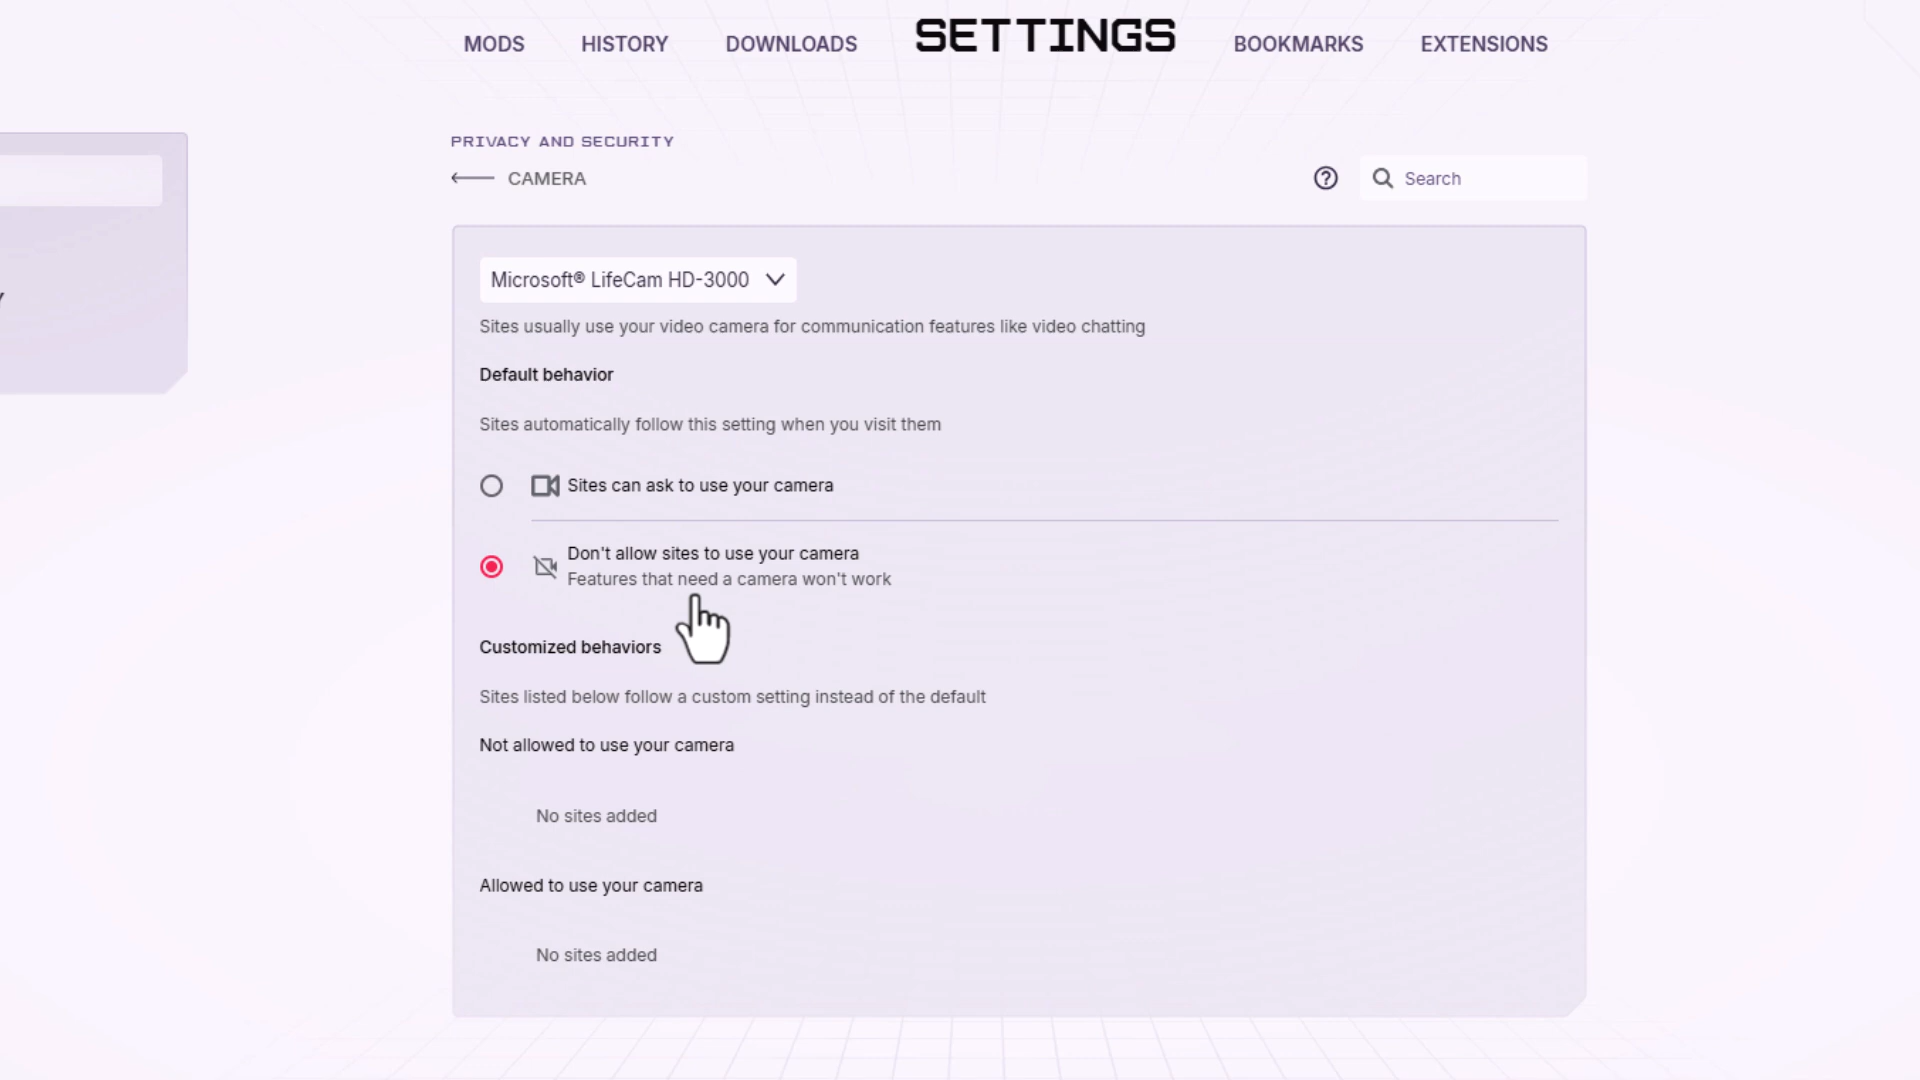 MODS
HISTORY
DOWNLOADS
SETTINGS
BOOKMARKS
EXTENSIONS
PRIVACY AND SECURITY
CAMERA
Search
Microsoft® LifeCam HD-3000
Sites usually use your video camera for communication features like video chatting
Default behavior
Sites automatically follow this setting when you visit them
Sites can ask to use your camera
Don't allow sites to use your camera
Features that need a camera won't work
Customized behaviors
Sites listed below follow a custom setting instead of the default
Not allowed to use your camera
No sites added
Allowed to use your camera
No sites added